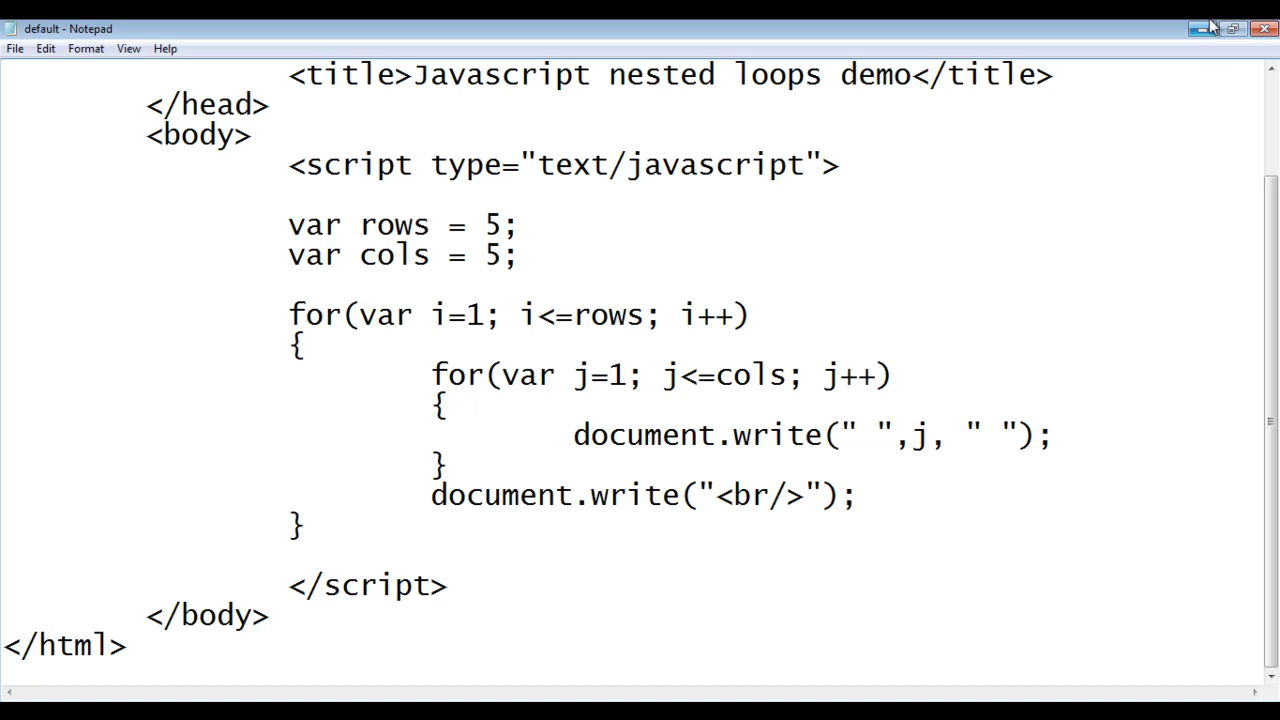 default - Notepad
File Edit Format View Help
<title>Javascript nested loops demo</title>
</head>
<body>
<script type="text/javascript">
var rows = 5;
var cols = 5;
for(var i=1; i<=rows; i++)
{
for(var j=1; j<=cols; j++)
{
document.write(" ",j, " ");
}
document.write("<br/>");
}
</script>
</body>
</html>